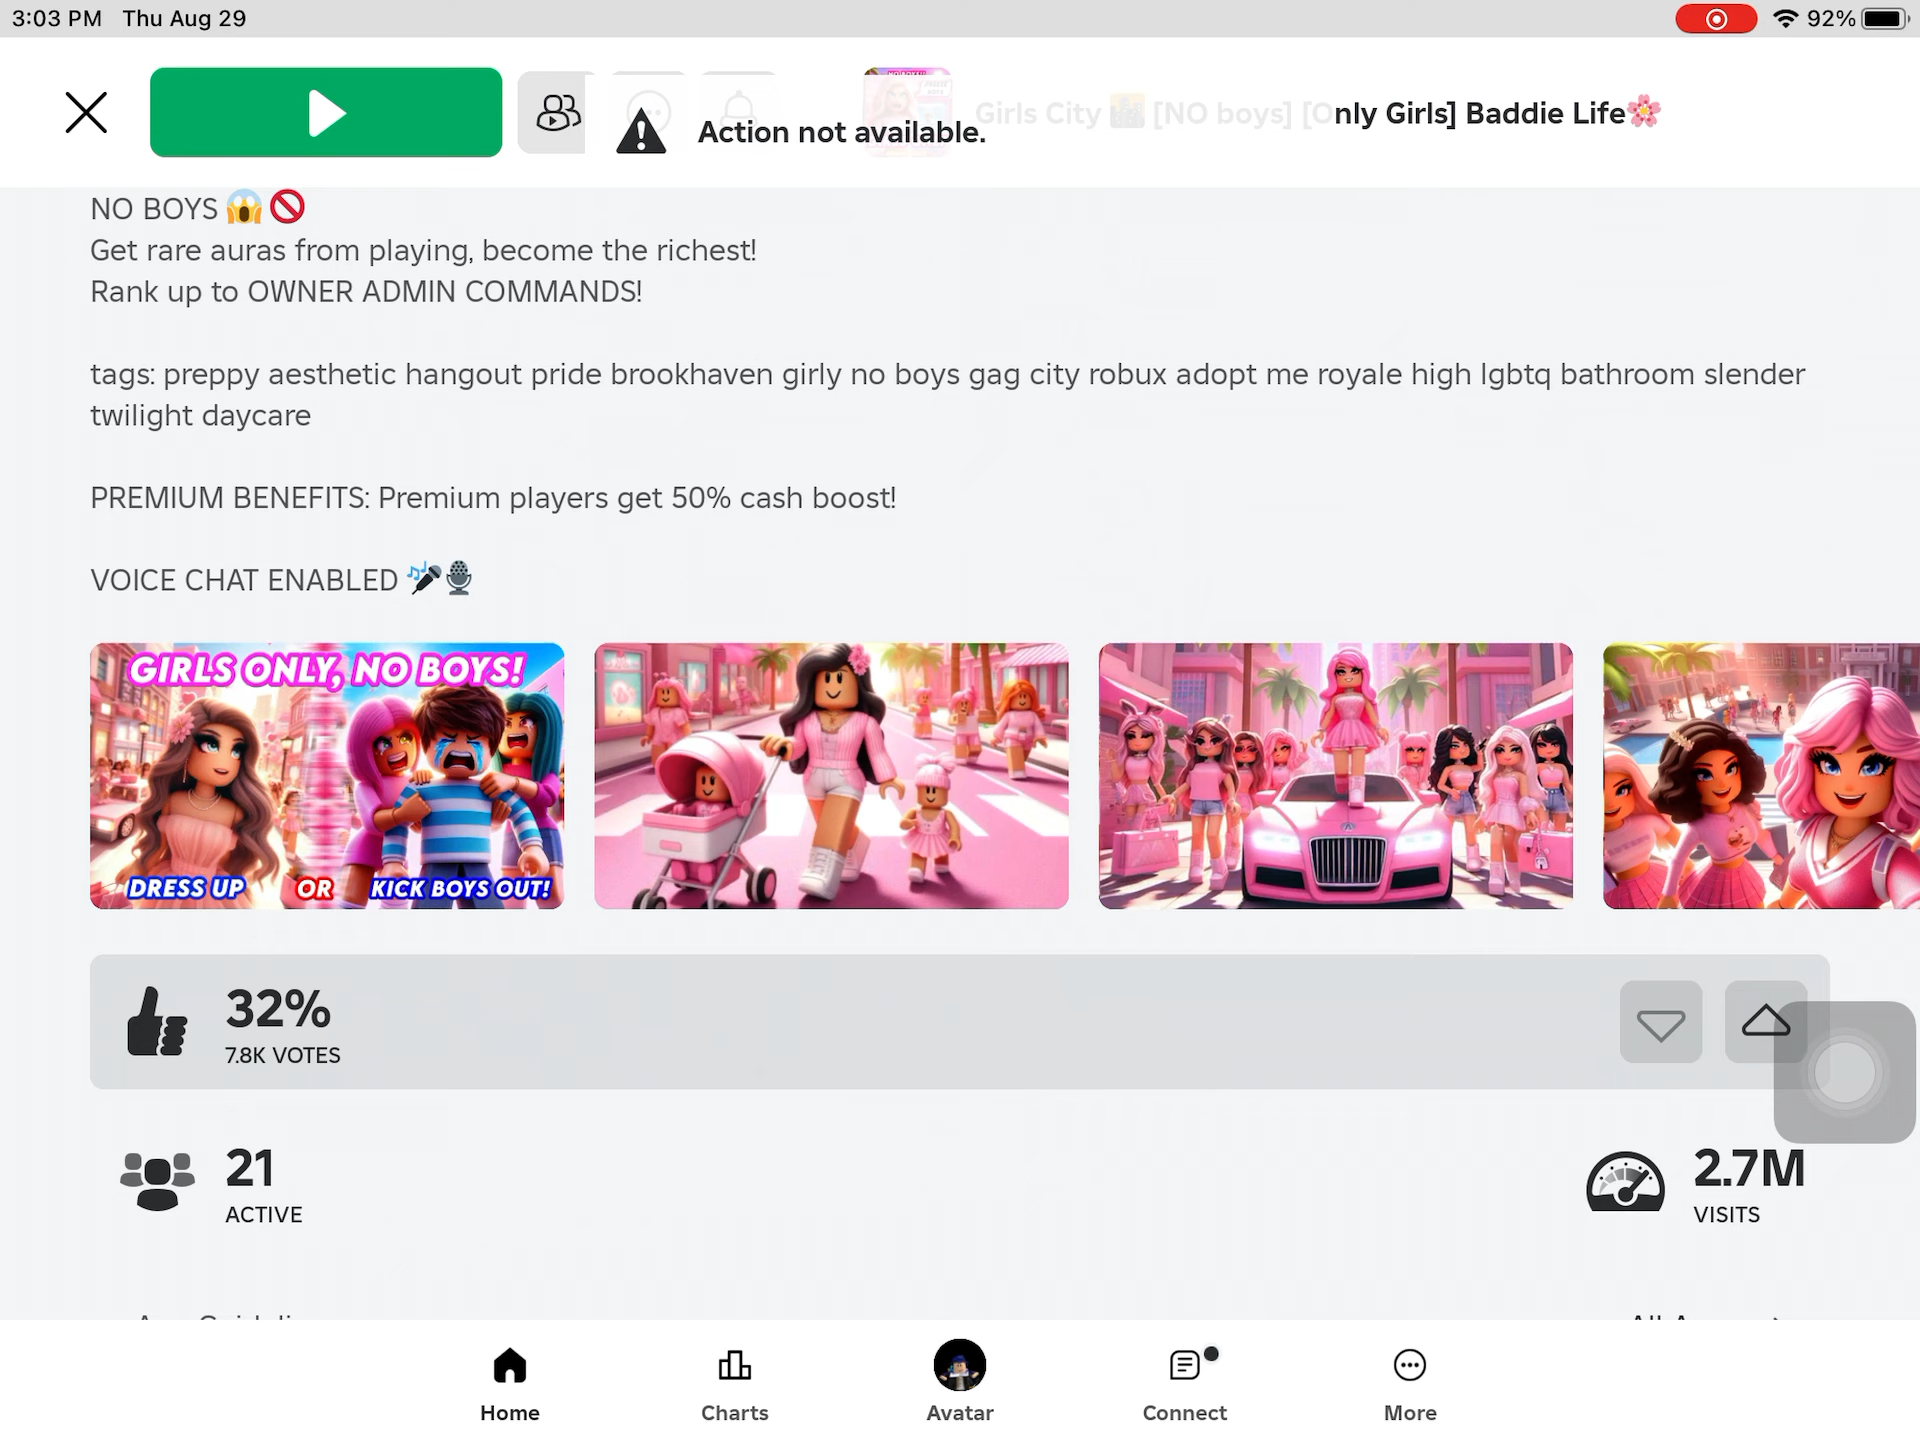 3:03 PM Thu Aug 29
92%
Girls City 🏙️ [NO boys] [Only Girls] Baddie Life🌸
Action not available.
NO BOYS 😱🚫
Get rare auras from playing, become the richest!
Rank up to OWNER ADMIN COMMANDS!
tags: preppy aesthetic hangout pride brookhaven girly no boys gag city robux adopt me royale high lgbtq bathroom slender
twilight daycare
PREMIUM BENEFITS: Premium players get 50% cash boost!
VOICE CHAT ENABLED 🎤🎙️
GIRLS ONLY, NO BOYS!
DRESS UP OR KICK BOYS OUT!
32%
7.8K VOTES
21
ACTIVE
2.7M
VISITS
Home
Charts
Avatar
Connect
More